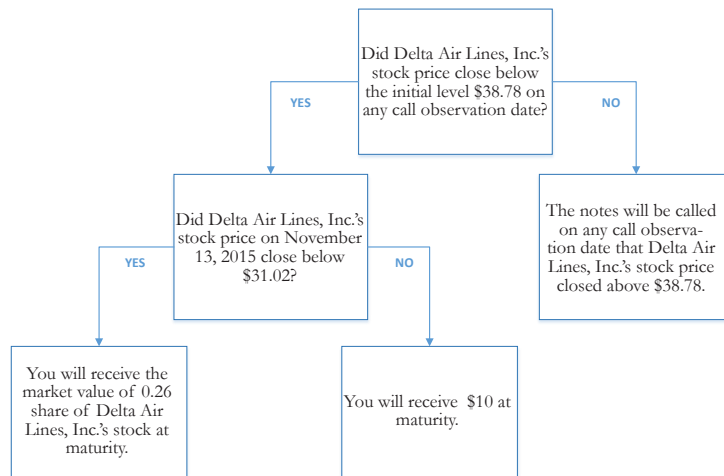 Did Delta Air Lines, Inc.'s
stock price close below
the initial level $38.78 on
any call observation date?
YES
NO
Did Delta Air Lines, Inc.'s
stock price on November
13, 2015 close below
$31.02?
The notes will be called
on any call observa-
tion date that Delta Air
Lines, Inc.'s stock price
closed above $38.78.
YES
NO
You will receive the
market value of 0.26
share of Delta Air
Lines, Inc.'s stock at
maturity.
You will receive $10 at
maturity.